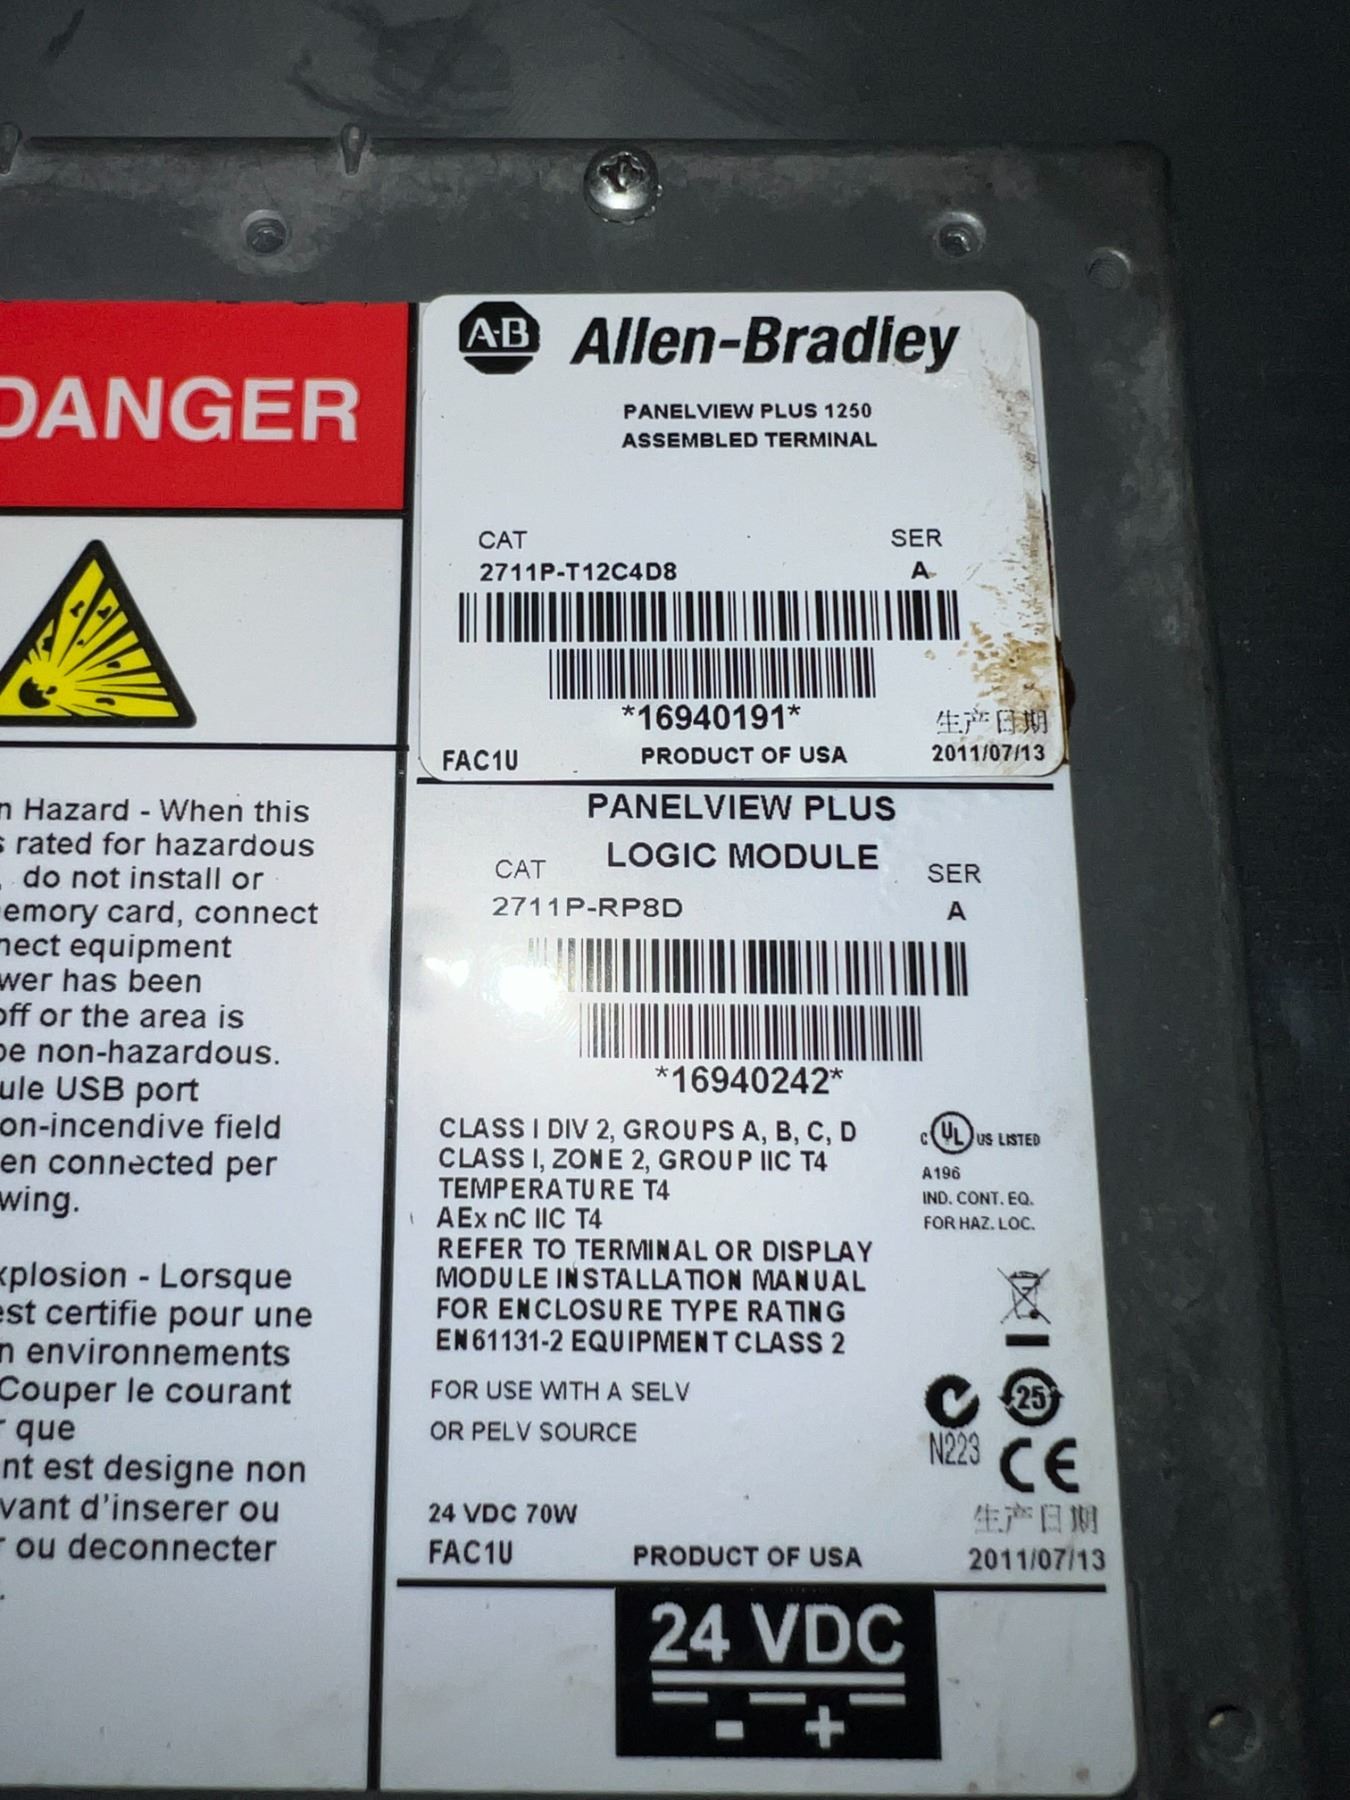 A-B Allen-Bradley
PANELVIEW PLUS 1250
ASSEMBLED TERMINAL
CAT SER
2711P-T12C4D8 A
*16940191*
生产日期
FAC1U PRODUCT OF USA 2011/07/13
PANELVIEW PLUS
LOGIC MODULE
CAT SER
2711P-RP8D A
*16940242*
CLASS I DIV 2, GROUPS A, B, C, D
CLASS I, ZONE 2, GROUP IIC T4
TEMPERATURE T4
AEx nC IIC T4
REFER TO TERMINAL OR DISPLAY
MODULE INSTALLATION MANUAL
FOR ENCLOSURE TYPE RATING
EN61131-2 EQUIPMENT CLASS 2
C UL US LISTED
A196
IND. CONT. EQ.
FOR HAZ. LOC.
FOR USE WITH A SELV
OR PELV SOURCE
25
N223
CE
24 VDC 70W
生产日期
FAC1U PRODUCT OF USA 2011/07/13
24 VDC
- +
DANGER
n Hazard - When this
s rated for hazardous
, do not install or
emory card, connect
nect equipment
wer has been
off or the area is
be non-hazardous.
ule USB port
on-incendive field
en connected per
wing.
xplosion - Lorsque
est certifie pour une
n environnements
Couper le courant
r que
nt est designe non
vant d'inserer ou
r ou deconnecter
.